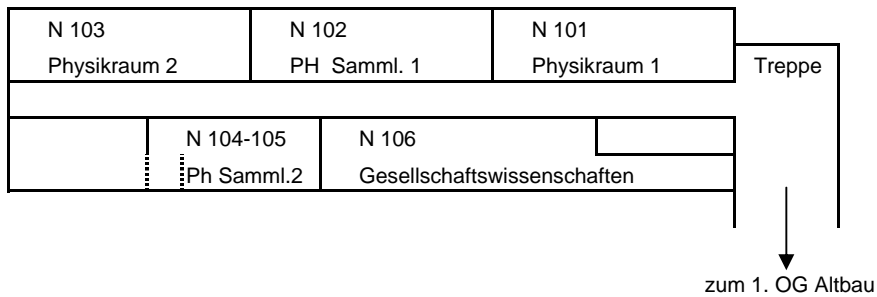 N 103 N 102 N 101
Physikraum 2 PH Samml. 1 Physikraum 1 Treppe
N 104-105 N 106
Ph Samml.2 Gesellschaftswissenschaften
zum 1. OG Altbau